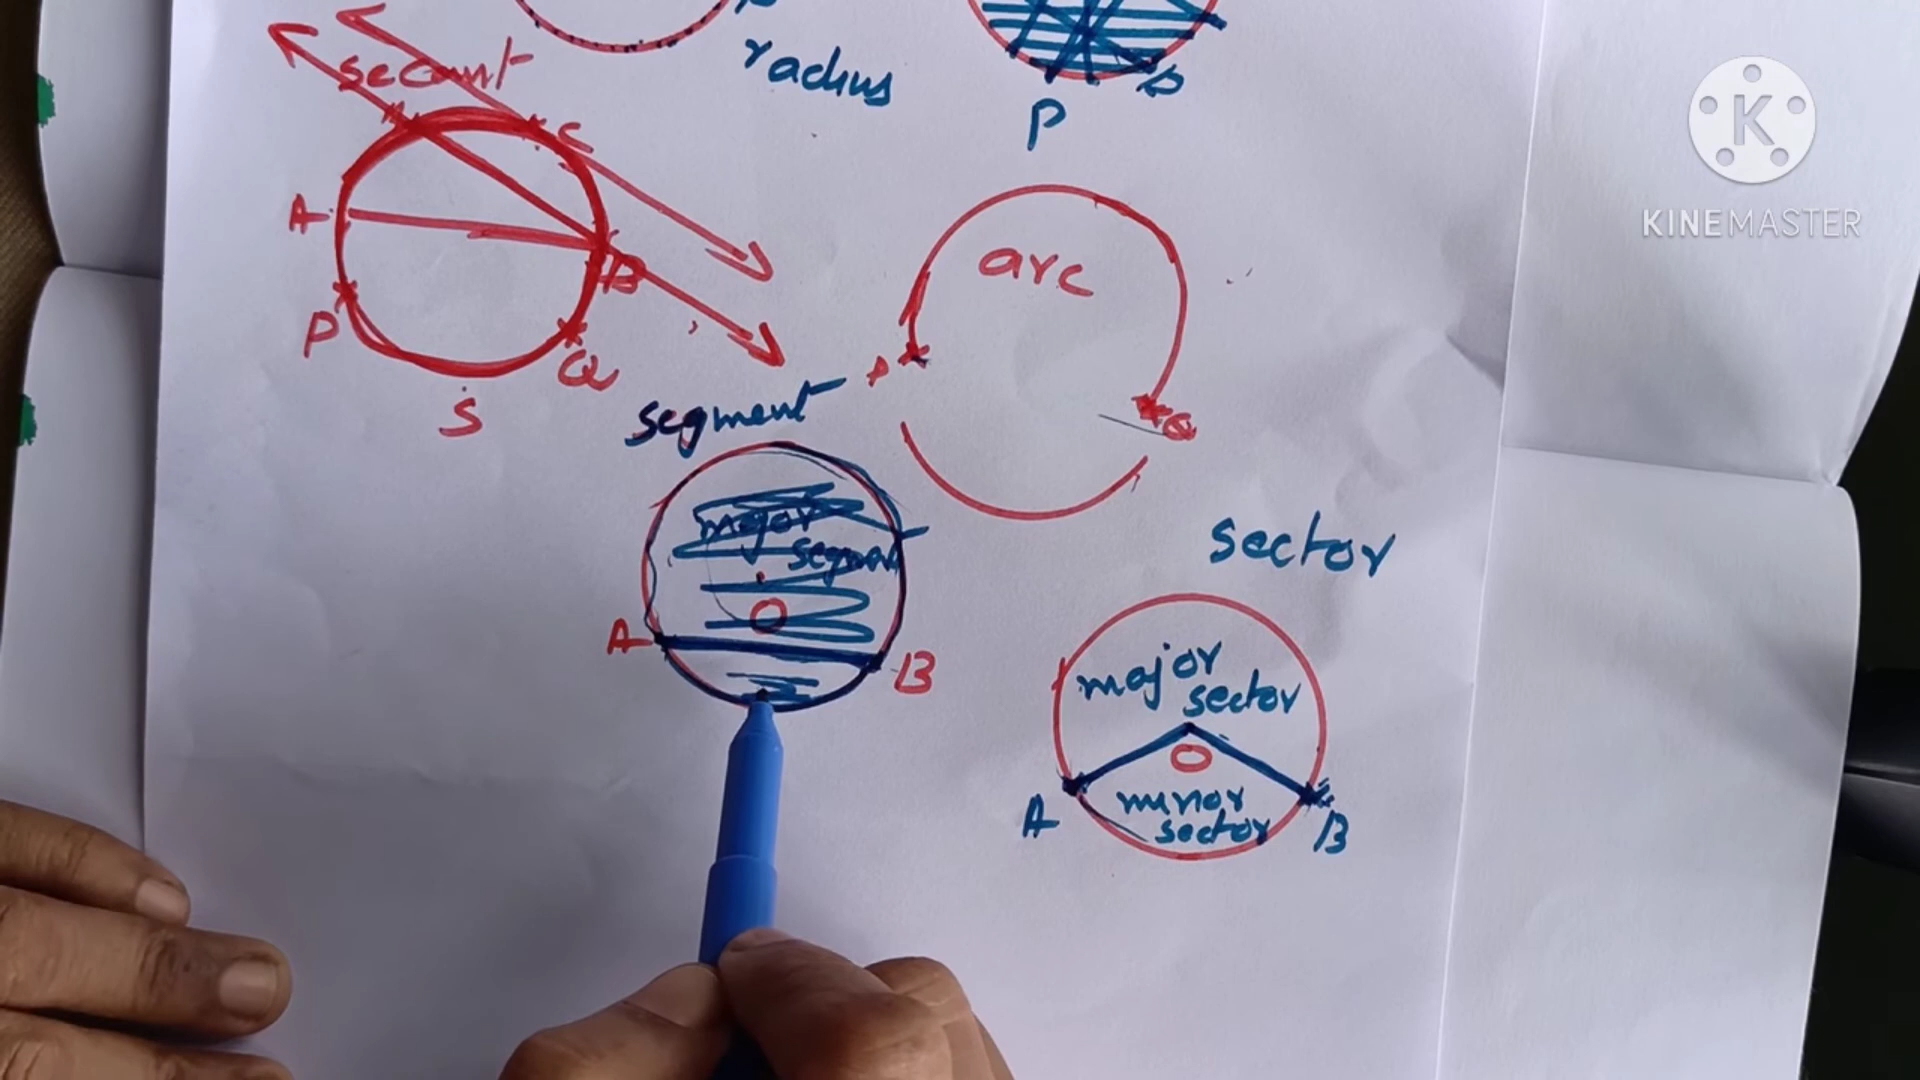 radius
secant
P
K
KINEMASTER
C
A
B
arc
P
Q
S
segment
Q
major
segment
sector
O
A
B
major
sector
O
A
minor
sector
B